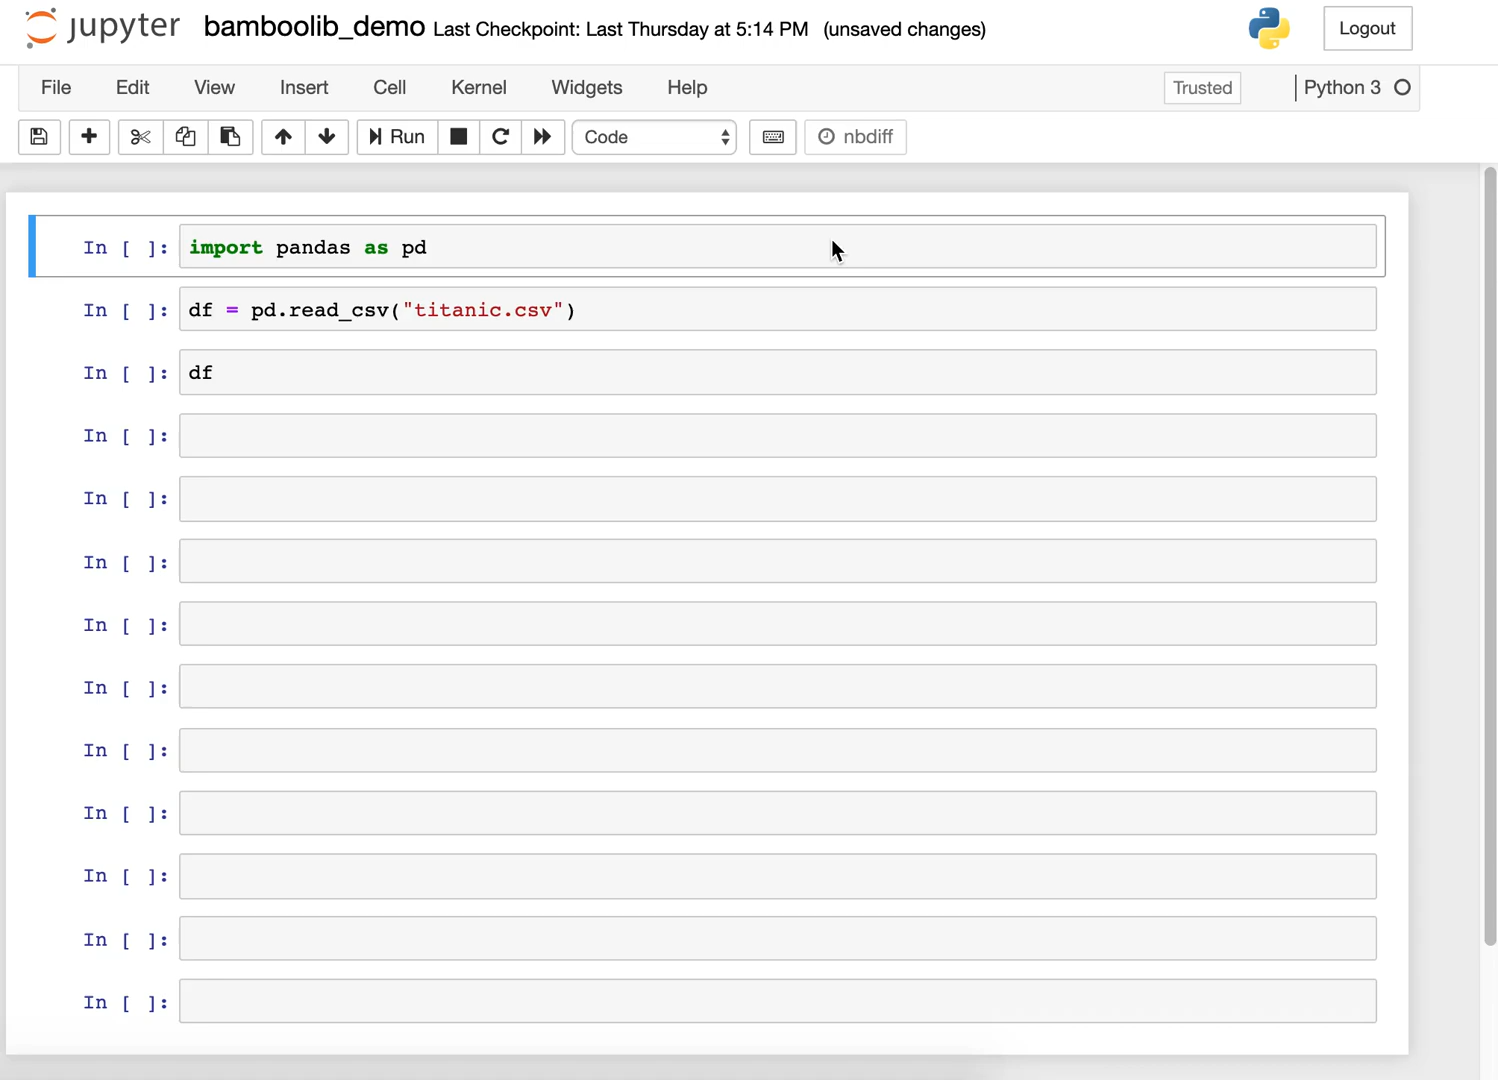 jupyter bamboolib_demo Last Checkpoint: Last Thursday at 5:14 PM (unsaved changes) Logout
File Edit View Insert Cell Kernel Widgets Help Trusted Python 3
Run Code nbdiff
In [ ]: import pandas as pd
In [ ]: df = pd.read_csv("titanic.csv")
In [ ]: df
In [ ]:
In [ ]:
In [ ]:
In [ ]:
In [ ]:
In [ ]:
In [ ]:
In [ ]:
In [ ]:
In [ ]: